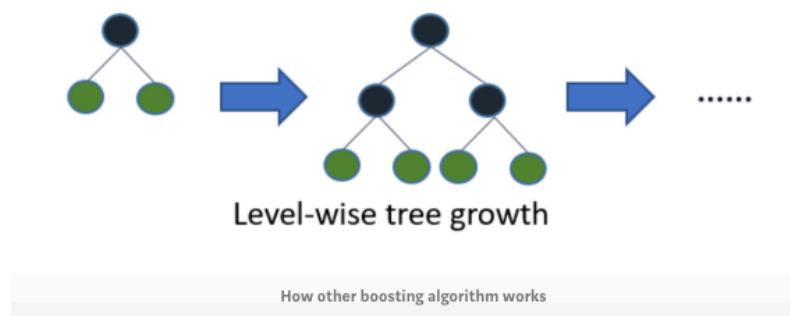 ......
Level-wise tree growth
How other boosting algorithm works